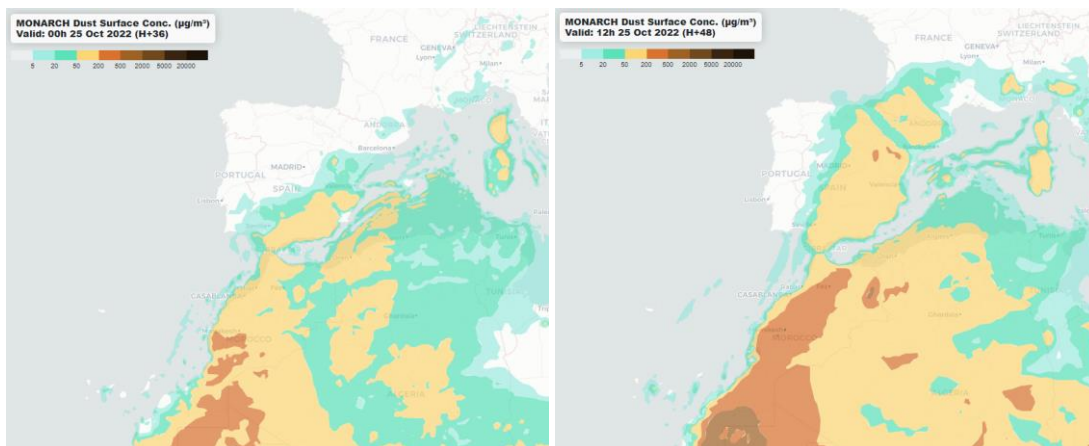 MONARCH Dust Surface Conc. (µg/m³)
Valid: 00h 25 Oct 2022 (H+36)
5 20 50 200 500 2000 5000 20000
FRANCE
LIECHTENSTEIN
SWITZERLAND
GENEVA
Lyon
Milan
ANDORRA
Barcelona
MADRID
PORTUGAL
SPAIN
Lisbon
CASABLANCA
MOROCCO
ALGERIA
MONARCH Dust Surface Conc. (µg/m³)
Valid: 12h 25 Oct 2022 (H+48)
5 20 50 200 500 2000 5000 20000
FRANCE
LIECHTENSTEIN
SWITZERLAND
GENEVA
Lyon
Milan
MADRID
PORTUGAL
SPAIN
Valencia
Lisbon
CASABLANCA
MOROCCO
ALGERIA